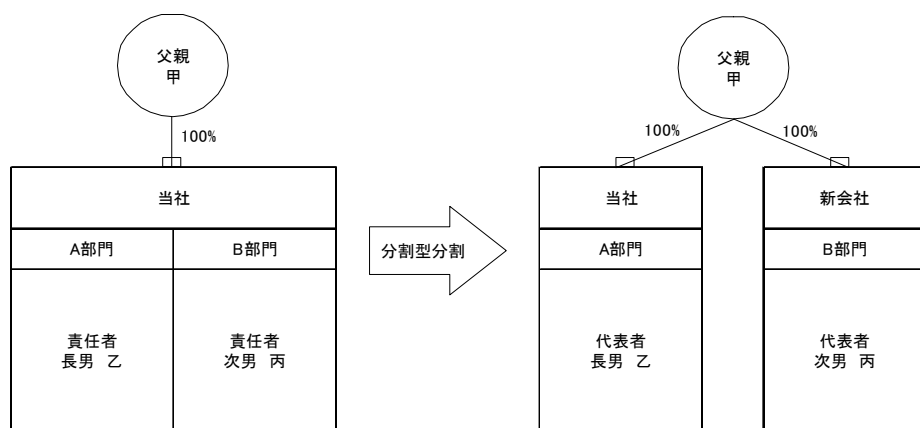 父親
甲
100%
当社
A部門
B部門
責任者
長男 乙
責任者
次男 丙
分割型分割
父親
甲
100%
100%
当社
新会社
A部門
B部門
代表者
長男 乙
代表者
次男 丙